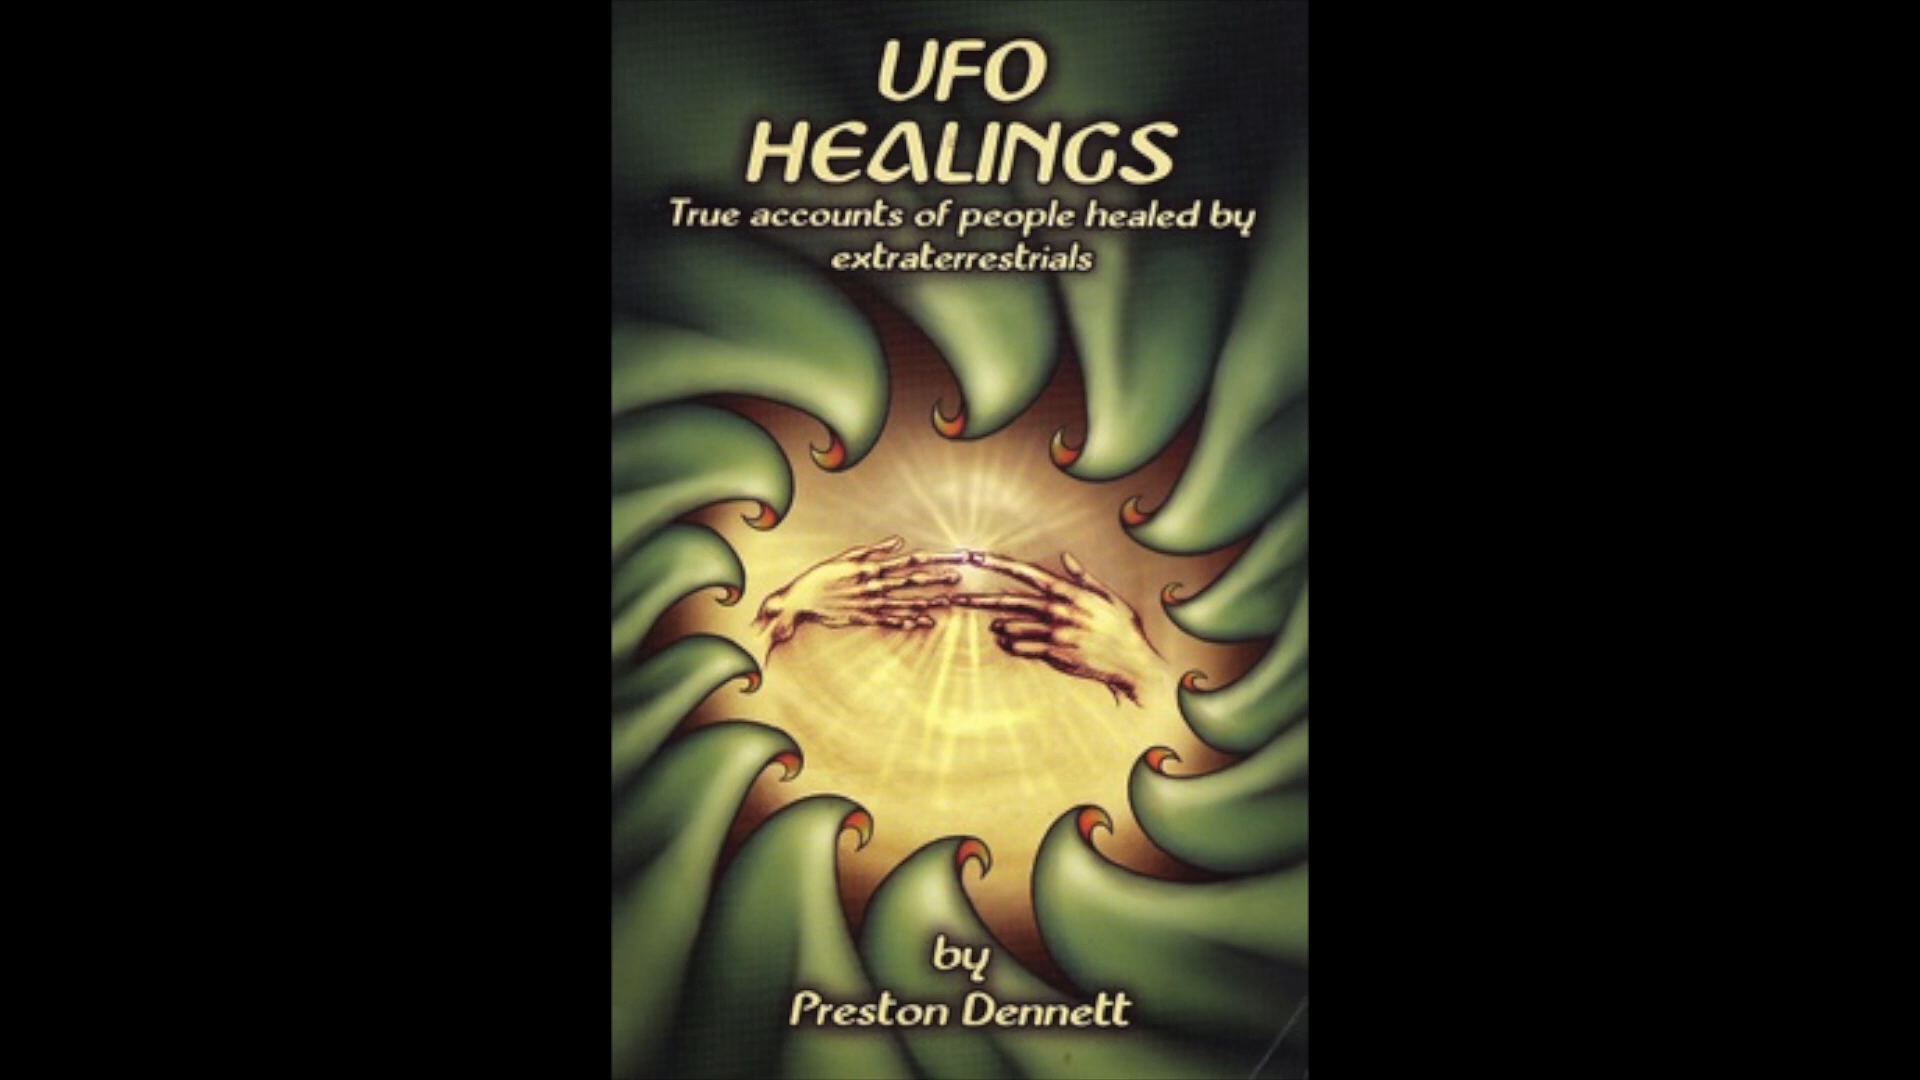 UFO
HEALINGS
True accounts of people healed by
extraterrestrials
by
Preston Dennett